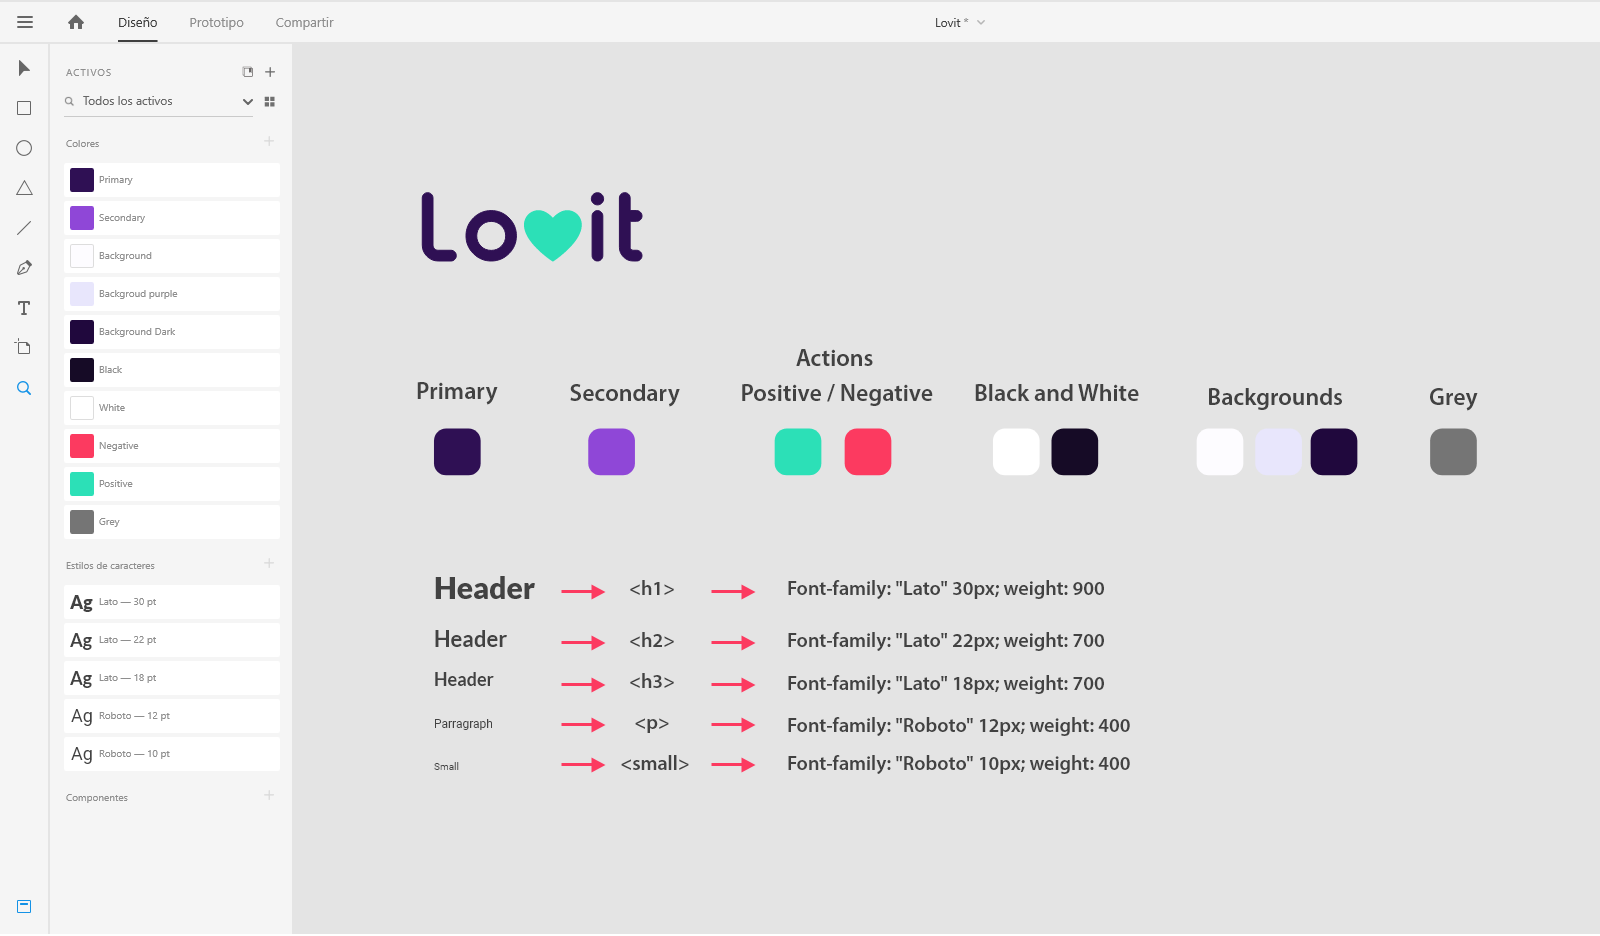 Diseño
Prototipo
Compartir
Lovit *
ACTIVOS
Todos los activos
Colores
Primary
Secondary
Background
Backgroud purple
Background Dark
Black
White
Negative
Positive
Grey
Estilos de caracteres
Ag Lato — 30 pt
Ag Lato — 22 pt
Ag Lato — 18 pt
Ag Roboto — 12 pt
Ag Roboto — 10 pt
Componentes
Lovit
Primary
Secondary
Actions
Positive / Negative
Black and White
Backgrounds
Grey
Header <h1> Font-family: "Lato" 30px; weight: 900
Header <h2> Font-family: "Lato" 22px; weight: 700
Header <h3> Font-family: "Lato" 18px; weight: 700
Parragraph <p> Font-family: "Roboto" 12px; weight: 400
Small <small> Font-family: "Roboto" 10px; weight: 400